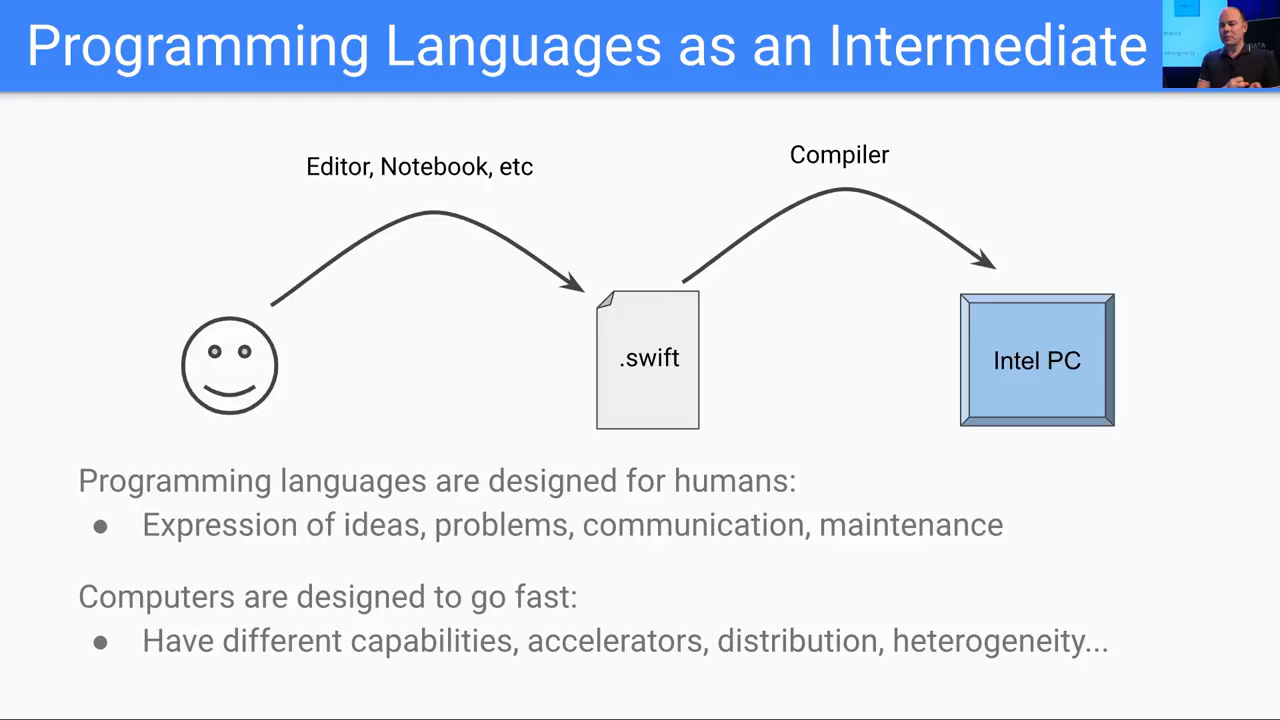 Programming Languages as an Intermediate
DATA
Editor, Notebook, etc
Compiler
.swift
Intel PC
Programming languages are designed for humans:
● Expression of ideas, problems, communication, maintenance
Computers are designed to go fast:
● Have different capabilities, accelerators, distribution, heterogeneity...